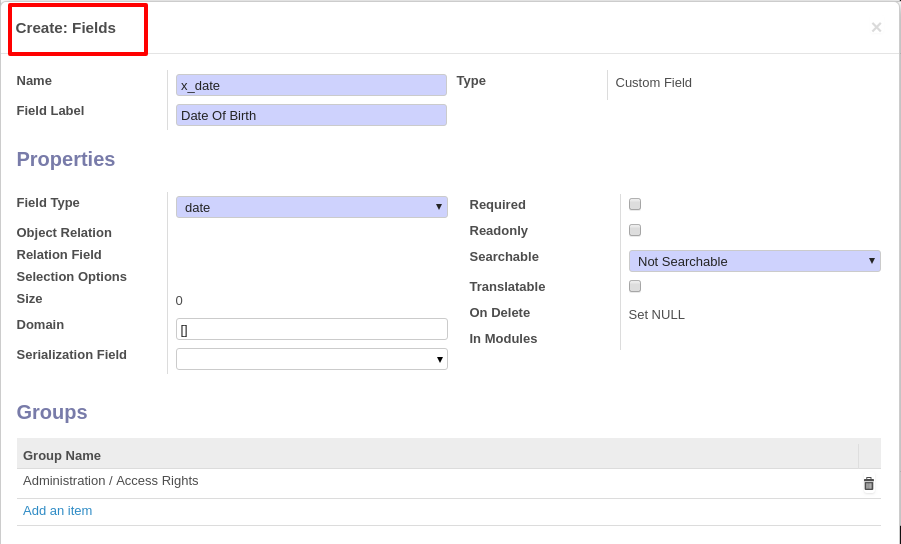 Create: Fields ×
Name x_date Type Custom Field
Field Label Date Of Birth
Properties
Field Type date Required
Object Relation Readonly
Relation Field Searchable Not Searchable
Selection Options Translatable
Size 0 On Delete Set NULL
Domain [] In Modules
Serialization Field
Groups
Group Name
Administration / Access Rights
Add an item